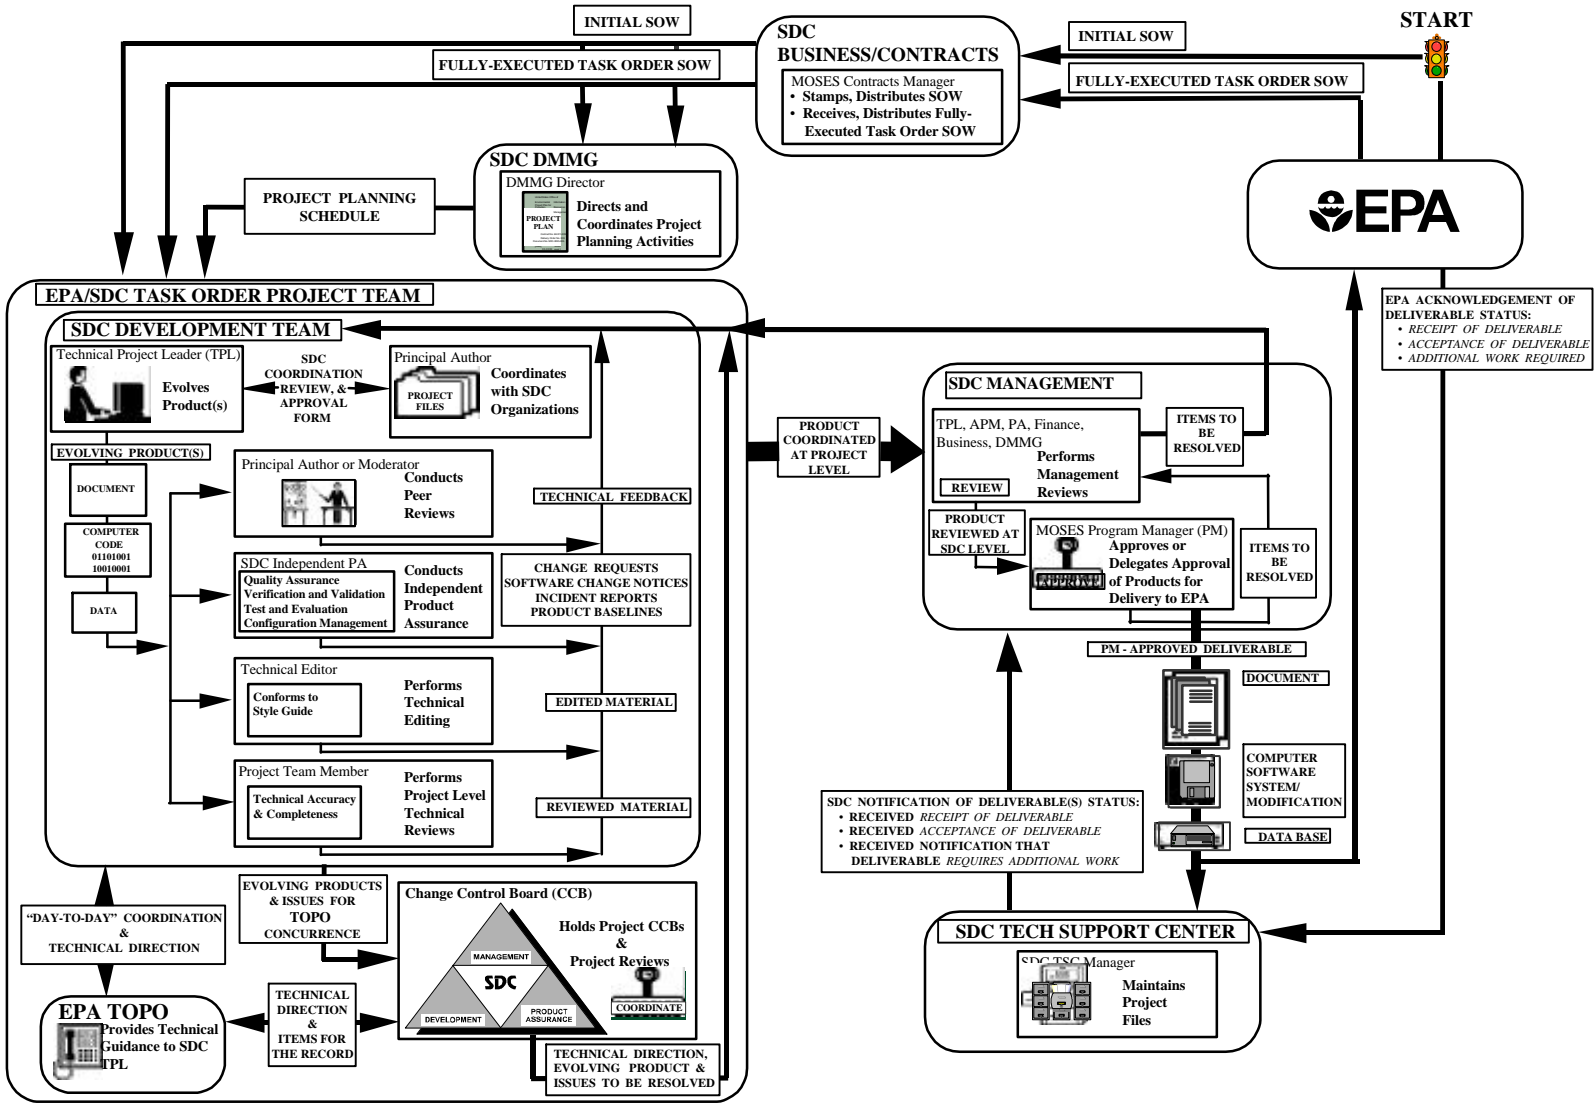 INITIAL SOW
FULLY-EXECUTED TASK ORDER SOW
SDC
BUSINESS/CONTRACTS
MOSES Contracts Manager
• Stamps, Distributes SOW
• Receives, Distributes Fully-
Executed Task Order SOW
INITIAL SOW
FULLY-EXECUTED TASK ORDER SOW
START
EPA
SDC DMMG
DMMG Director
PROJECT
PLAN
Directs and
Coordinates Project
Planning Activities
PROJECT PLANNING
SCHEDULE
EPA/SDC TASK ORDER PROJECT TEAM
SDC DEVELOPMENT TEAM
Technical Project Leader (TPL)
Evolves
Product(s)
SDC
COORDINATION
REVIEW, &
APPROVAL
FORM
Principal Author
PROJECT
FILES
Coordinates
with SDC
Organizations
EVOLVING PRODUCT(S)
DOCUMENT
COMPUTER
CODE
01101001
10010001
DATA
Principal Author or Moderator
Conducts
Peer
Reviews
SDC Independent PA
Quality Assurance
Verification and Validation
Test and Evaluation
Configuration Management
Conducts
Independent
Product
Assurance
Technical Editor
Conforms to
Style Guide
Performs
Technical
Editing
Project Team Member
Technical Accuracy
& Completeness
Performs
Project Level
Technical
Reviews
TECHNICAL FEEDBACK
CHANGE REQUESTS
SOFTWARE CHANGE NOTICES
INCIDENT REPORTS
PRODUCT BASELINES
EDITED MATERIAL
REVIEWED MATERIAL
"DAY-TO-DAY" COORDINATION
&
TECHNICAL DIRECTION
EVOLVING PRODUCTS
& ISSUES FOR
TOPO
CONCURRENCE
Change Control Board (CCB)
MANAGEMENT
SDC
DEVELOPMENT
PRODUCT
ASSURANCE
Holds Project CCBs
&
Project Reviews
COORDINATE
EPA TOPO
Provides Technical
Guidance to SDC
TPL
TECHNICAL
DIRECTION
&
ITEMS FOR
THE RECORD
TECHNICAL DIRECTION,
EVOLVING PRODUCT &
ISSUES TO BE RESOLVED
PRODUCT
COORDINATED
AT PROJECT
LEVEL
SDC MANAGEMENT
TPL, APM, PA, Finance,
Business, DMMG
Performs
Management
Reviews
REVIEW
ITEMS TO
BE
RESOLVED
PRODUCT
REVIEWED AT
SDC LEVEL
MOSES Program Manager (PM)
APPROVE
Approves or
Delegates Approval
of Products for
Delivery to EPA
ITEMS TO
BE
RESOLVED
PM - APPROVED DELIVERABLE
DOCUMENT
COMPUTER
SOFTWARE
SYSTEM/
MODIFICATION
DATA BASE
EPA ACKNOWLEDGEMENT OF
DELIVERABLE STATUS:
• RECEIPT OF DELIVERABLE
• ACCEPTANCE OF DELIVERABLE
• ADDITIONAL WORK REQUIRED
SDC NOTIFICATION OF DELIVERABLE(S) STATUS:
• RECEIVED RECEIPT OF DELIVERABLE
• RECEIVED ACCEPTANCE OF DELIVERABLE
• RECEIVED NOTIFICATION THAT
DELIVERABLE REQUIRES ADDITIONAL WORK
SDC TECH SUPPORT CENTER
SDC TSC Manager
Maintains
Project
Files